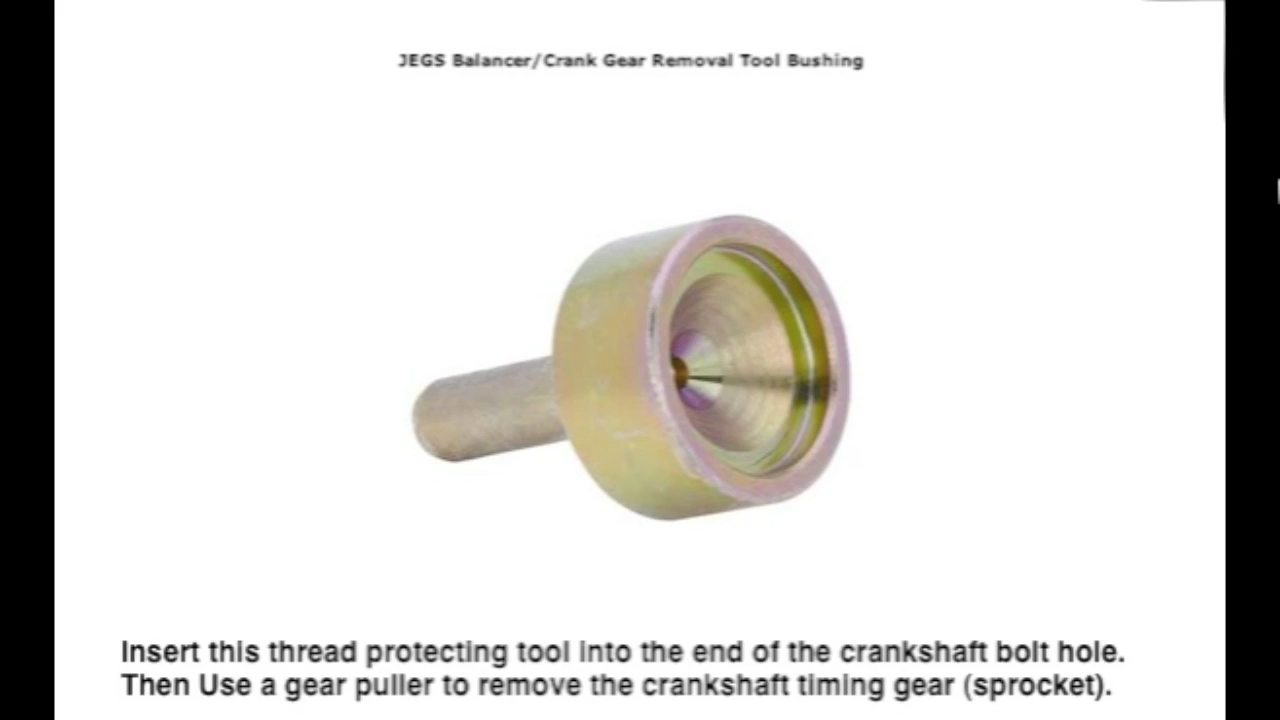 JEGS Balancer/Crank Gear Removal Tool Bushing
Insert this thread protecting tool into the end of the crankshaft bolt hole.
Then Use a gear puller to remove the crankshaft timing gear (sprocket).